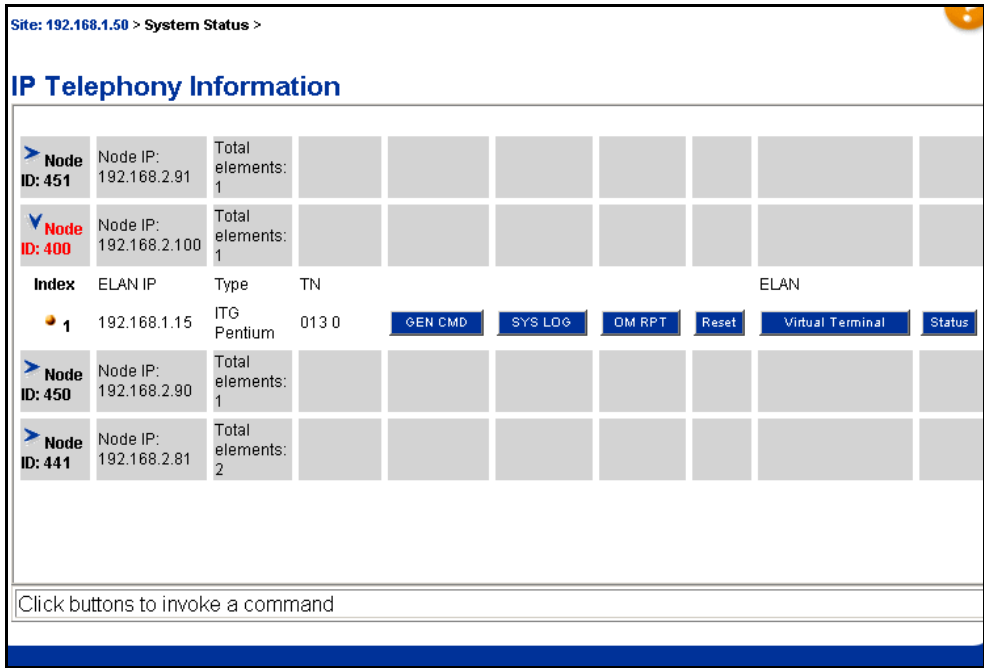 Site: 192.168.1.50 > System Status >
IP Telephony Information
Node ID: 451 Node IP: 192.168.2.91 Total elements: 1
Node ID: 400 Node IP: 192.168.2.100 Total elements: 1
Index ELAN IP Type TN ELAN
1 192.168.1.15 ITG Pentium 013 0 GEN CMD SYS LOG OM RPT Reset Virtual Terminal Status
Node ID: 450 Node IP: 192.168.2.90 Total elements: 1
Node ID: 441 Node IP: 192.168.2.81 Total elements: 2
Click buttons to invoke a command